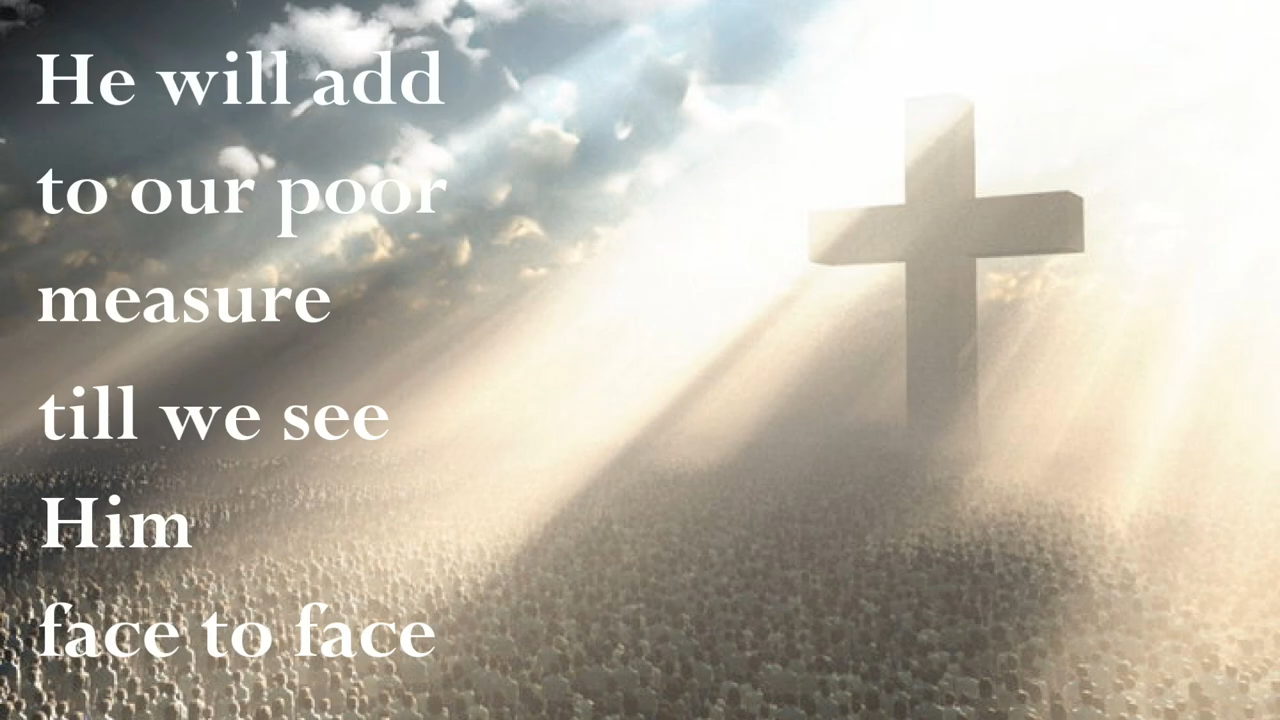 He will add
to our poor
measure
till we see
Him
face to face